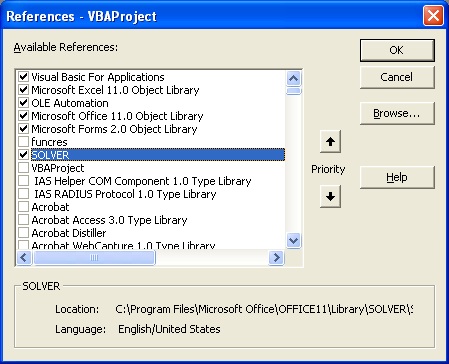 References - VBAProject
Available References:
OK
Visual Basic For Applications
Microsoft Excel 11.0 Object Library
Cancel
OLE Automation
Microsoft Office 11.0 Object Library
Microsoft Forms 2.0 Object Library
Browse...
funcres
SOLVER
VBAProject
Priority
IAS Helper COM Component 1.0 Type Library
Help
IAS RADIUS Protocol 1.0 Type Library
Acrobat
Acrobat Access 3.0 Type Library
Acrobat Distiller
Acrobat WebCapture 1.0 Type Library
SOLVER
Location: C:\Program Files\Microsoft Office\OFFICE11\Library\SOLVER\S
Language: English/United States